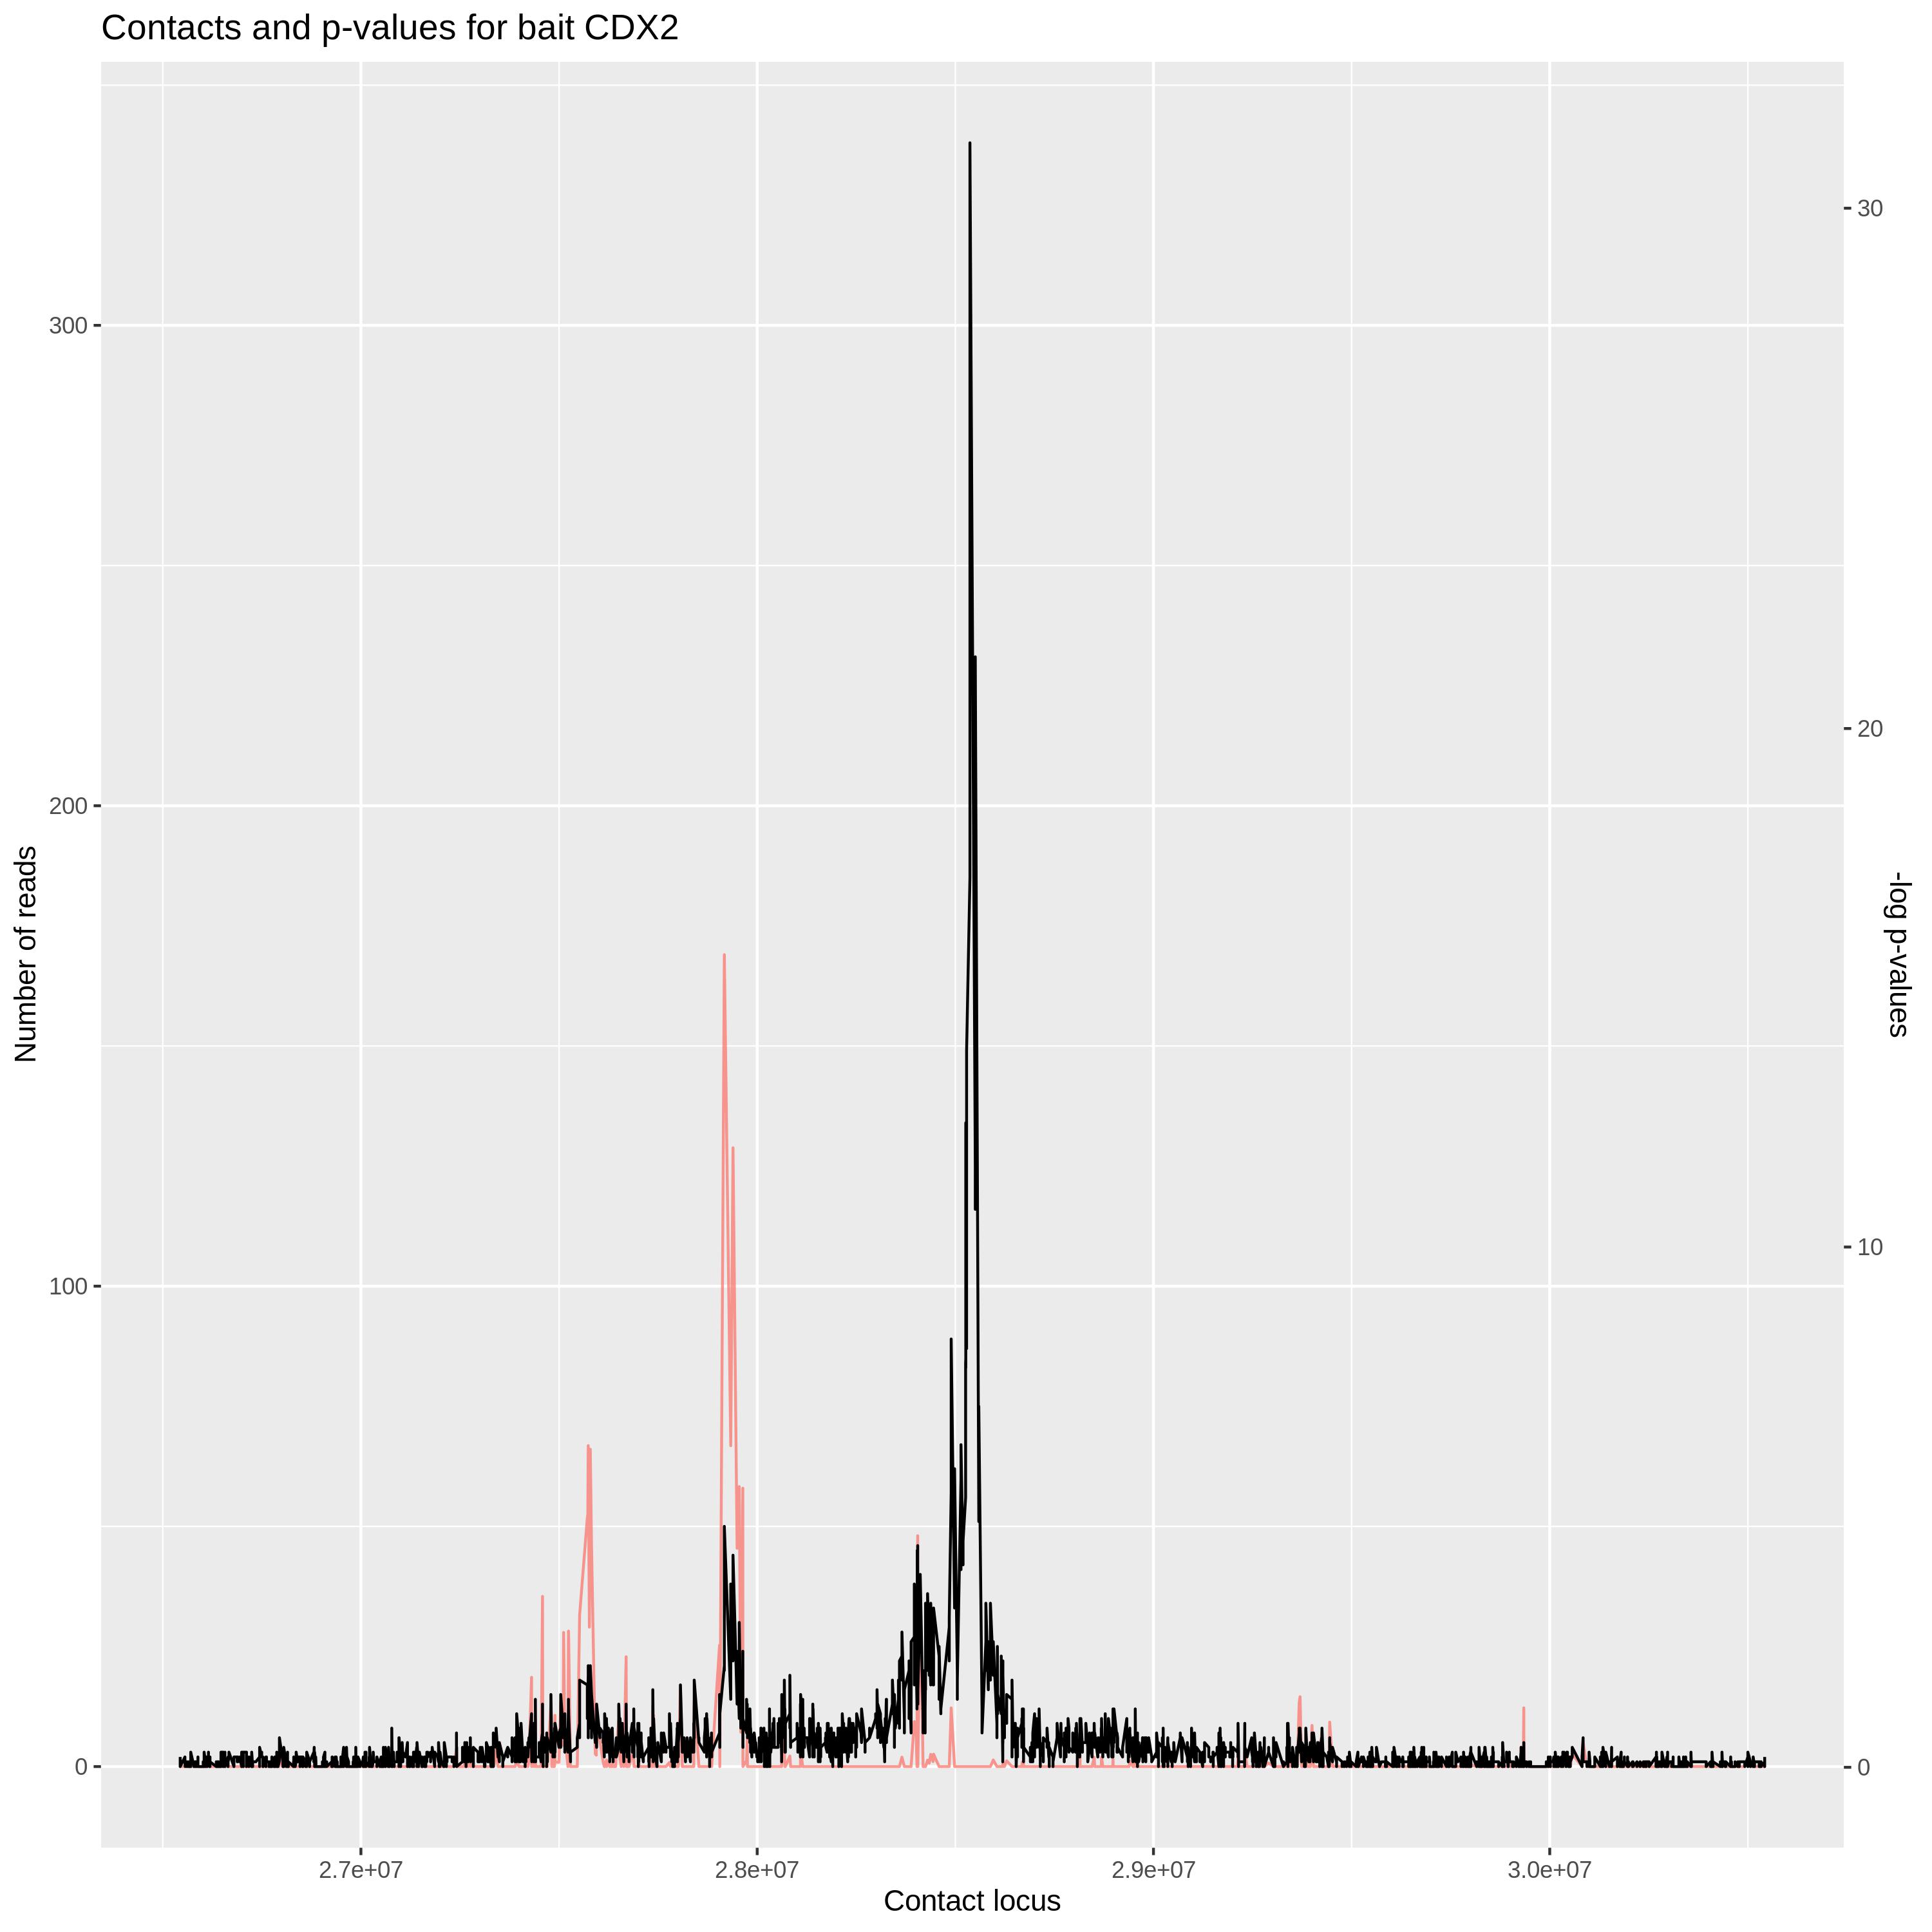 Contacts and p-values for bait CDX2
300
200
100
0
Number of reads
30
20
10
0
-log p-values
2.7e+07
2.8e+07
2.9e+07
3.0e+07
Contact locus